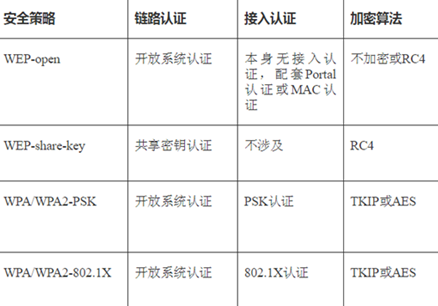 安全策略 链路认证 接入认证 加密算法
WEP-open 开放系统认证 本身无接入认 不加密或RC4
证，配套Portal
认证或MAC认
证
WEP-share-key 共享密钥认证 不涉及 RC4
WPA/WPA2-PSK 开放系统认证 PSK认证 TKIP或AES
WPA/WPA2-802.1X 开放系统认证 802.1X认证 TKIP或AES